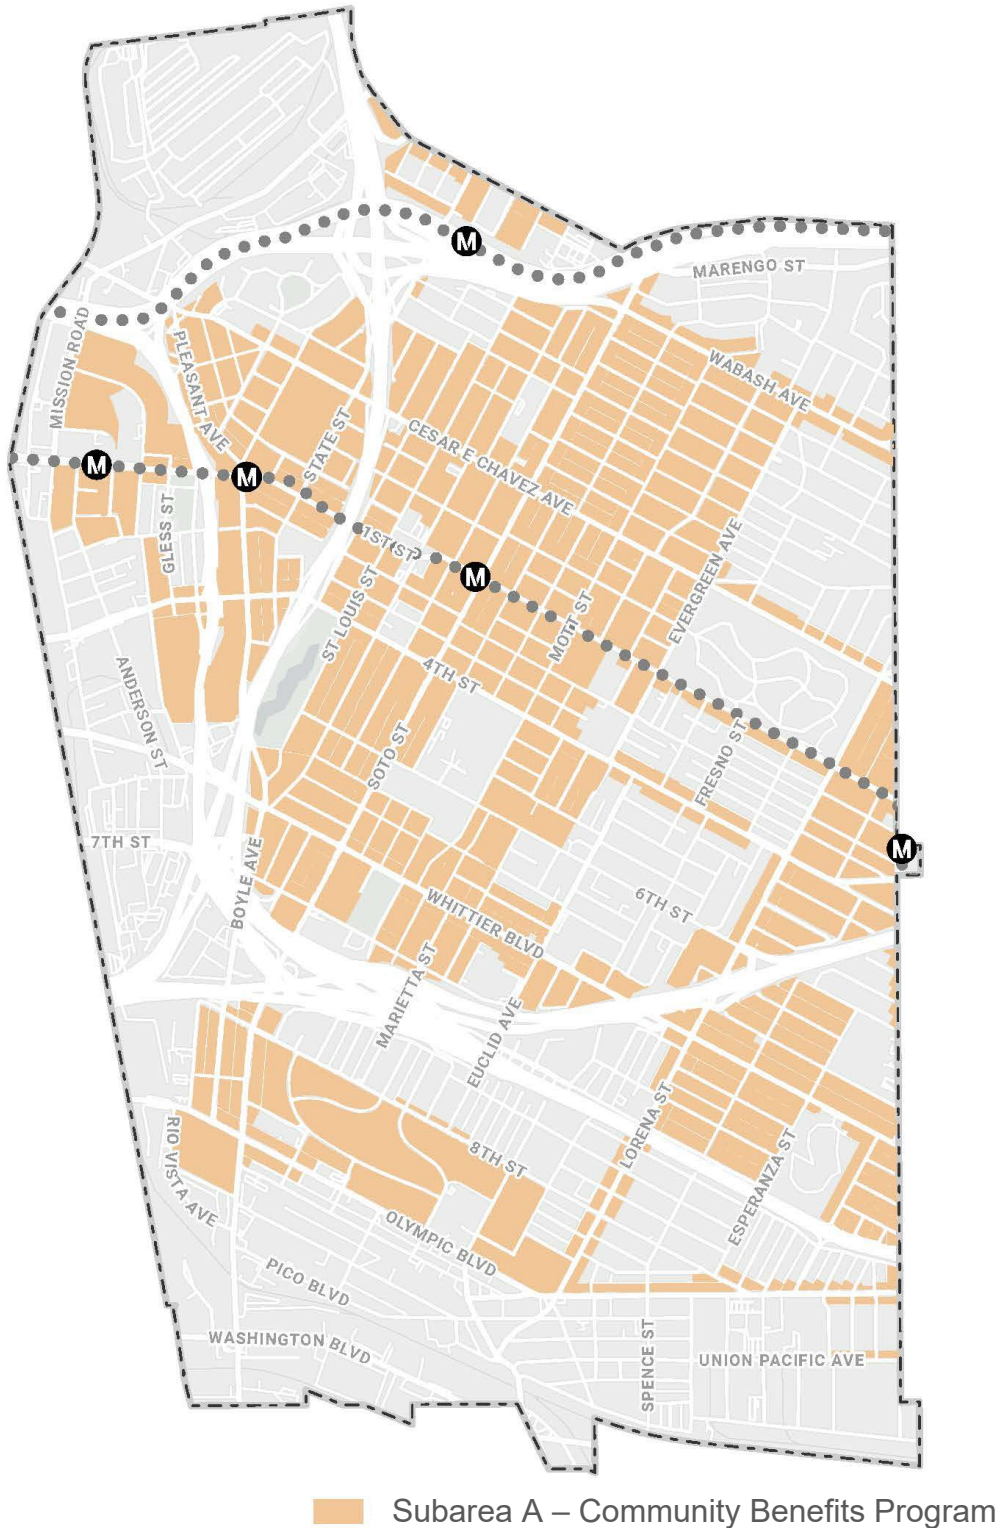 M
MARENGO ST
MISSION ROAD
PLEASANT AVE
WABASH AVE
STATE ST
CESAR E CHAVEZ AVE
M
M
GLESS ST
1ST ST
M
EVERGREEN AVE
ST LOUIS ST
MOTT ST
4TH ST
ANDERSON ST
SOTO ST
FRESNO ST
7TH ST
M
BOYLE AVE
WHITTIER BLVD
6TH ST
MARIETTA ST
EUCLID AVE
LORENA ST
RIO VISTA AVE
8TH ST
ESPERANZA ST
OLYMPIC BLVD
PICO BLVD
WASHINGTON BLVD
SPENCE ST
UNION PACIFIC AVE
Subarea A – Community Benefits Program